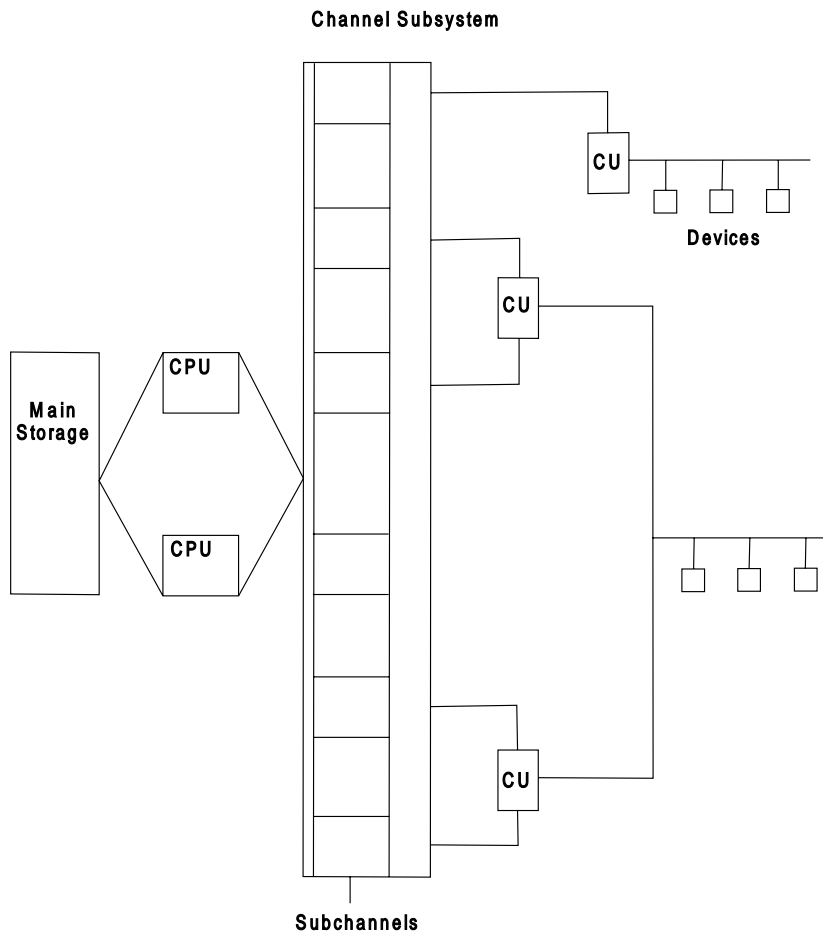 Channel Subsystem
CU
Devices
CU
CPU
Main
Storage
CPU
CU
Subchannels